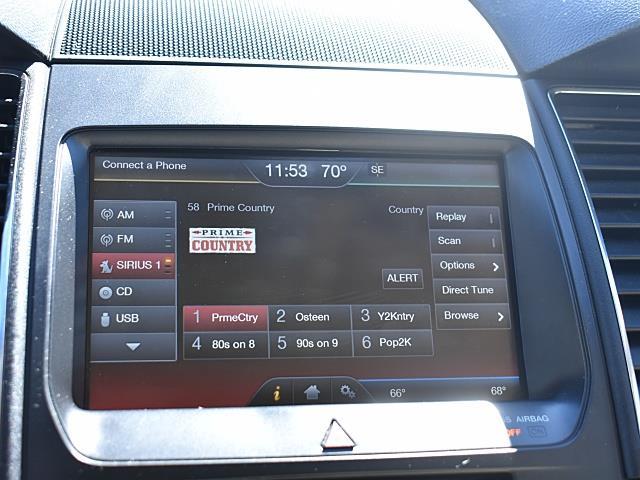 Connect a Phone 11:53 70° SE
AM
FM
SIRIUS 1
CD
USB
58 Prime Country Country
PRIME
COUNTRY
ALERT
1 PrmeCtry 2 Osteen 3 Y2Kntry
4 80s on 8 5 90s on 9 6 Pop2K
Replay
Scan
Options
Direct Tune
Browse
i 66° 68°
AIRBAG
OFF